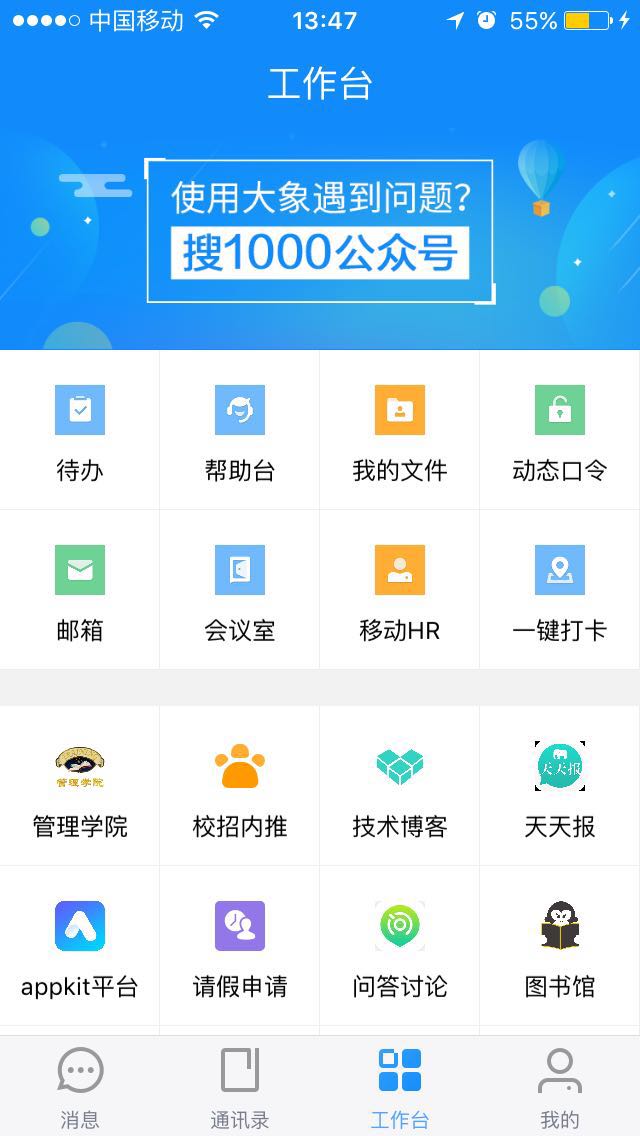 中国移动 13:47 55%
工作台
使用大象遇到问题?
搜1000公众号
待办 帮助台 我的文件 动态口令
邮箱 会议室 移动HR 一键打卡
管理学院 天天报
管理学院 校招内推 技术博客 天天报
appkit平台 请假申请 问答讨论 图书馆
消息 通讯录 工作台 我的